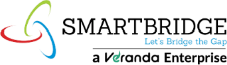 SMARTBRIDGE
Let's Bridge the Gap
a Veranda Enterprise